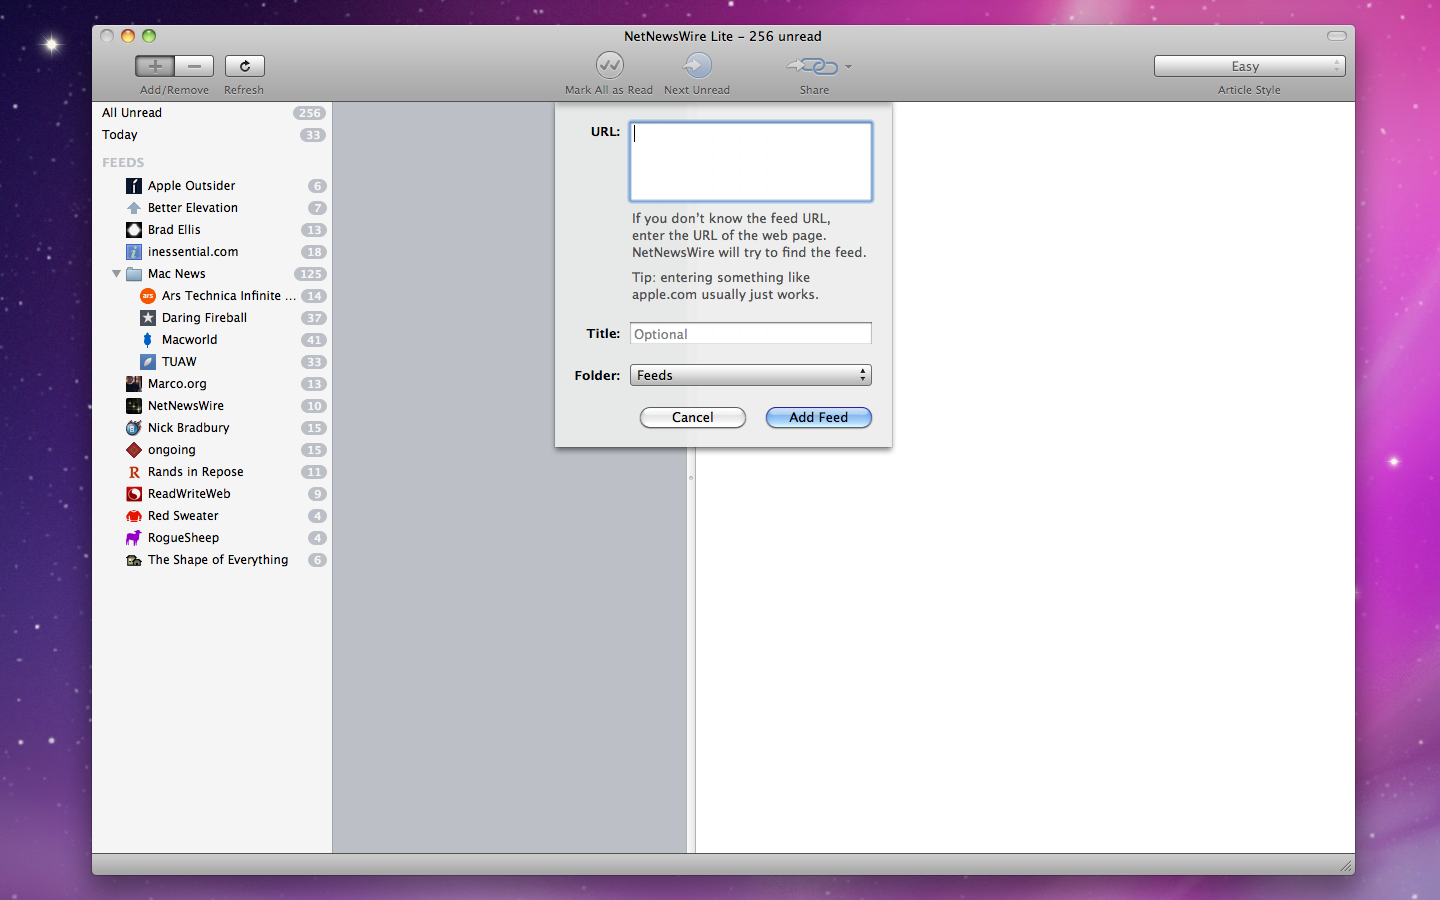 NetNewsWire Lite – 256 unread
Add/Remove
Refresh
Mark All as Read
Next Unread
Share
Easy
Article Style
All Unread 256
Today 33
FEEDS
Apple Outsider 6
Better Elevation 7
Brad Ellis 13
inessential.com 18
Mac News 125
ars Ars Technica Infinite ... 14
Daring Fireball 37
Macworld 41
TUAW 33
Marco.org 13
NetNewsWire 10
Nick Bradbury 15
ongoing 15
R Rands in Repose 11
ReadWriteWeb 9
Red Sweater 4
RogueSheep 4
The Shape of Everything 6
URL:
If you don’t know the feed URL,
enter the URL of the web page.
NetNewsWire will try to find the feed.
Tip: entering something like
apple.com usually just works.
Title: Optional
Folder: Feeds
Cancel
Add Feed